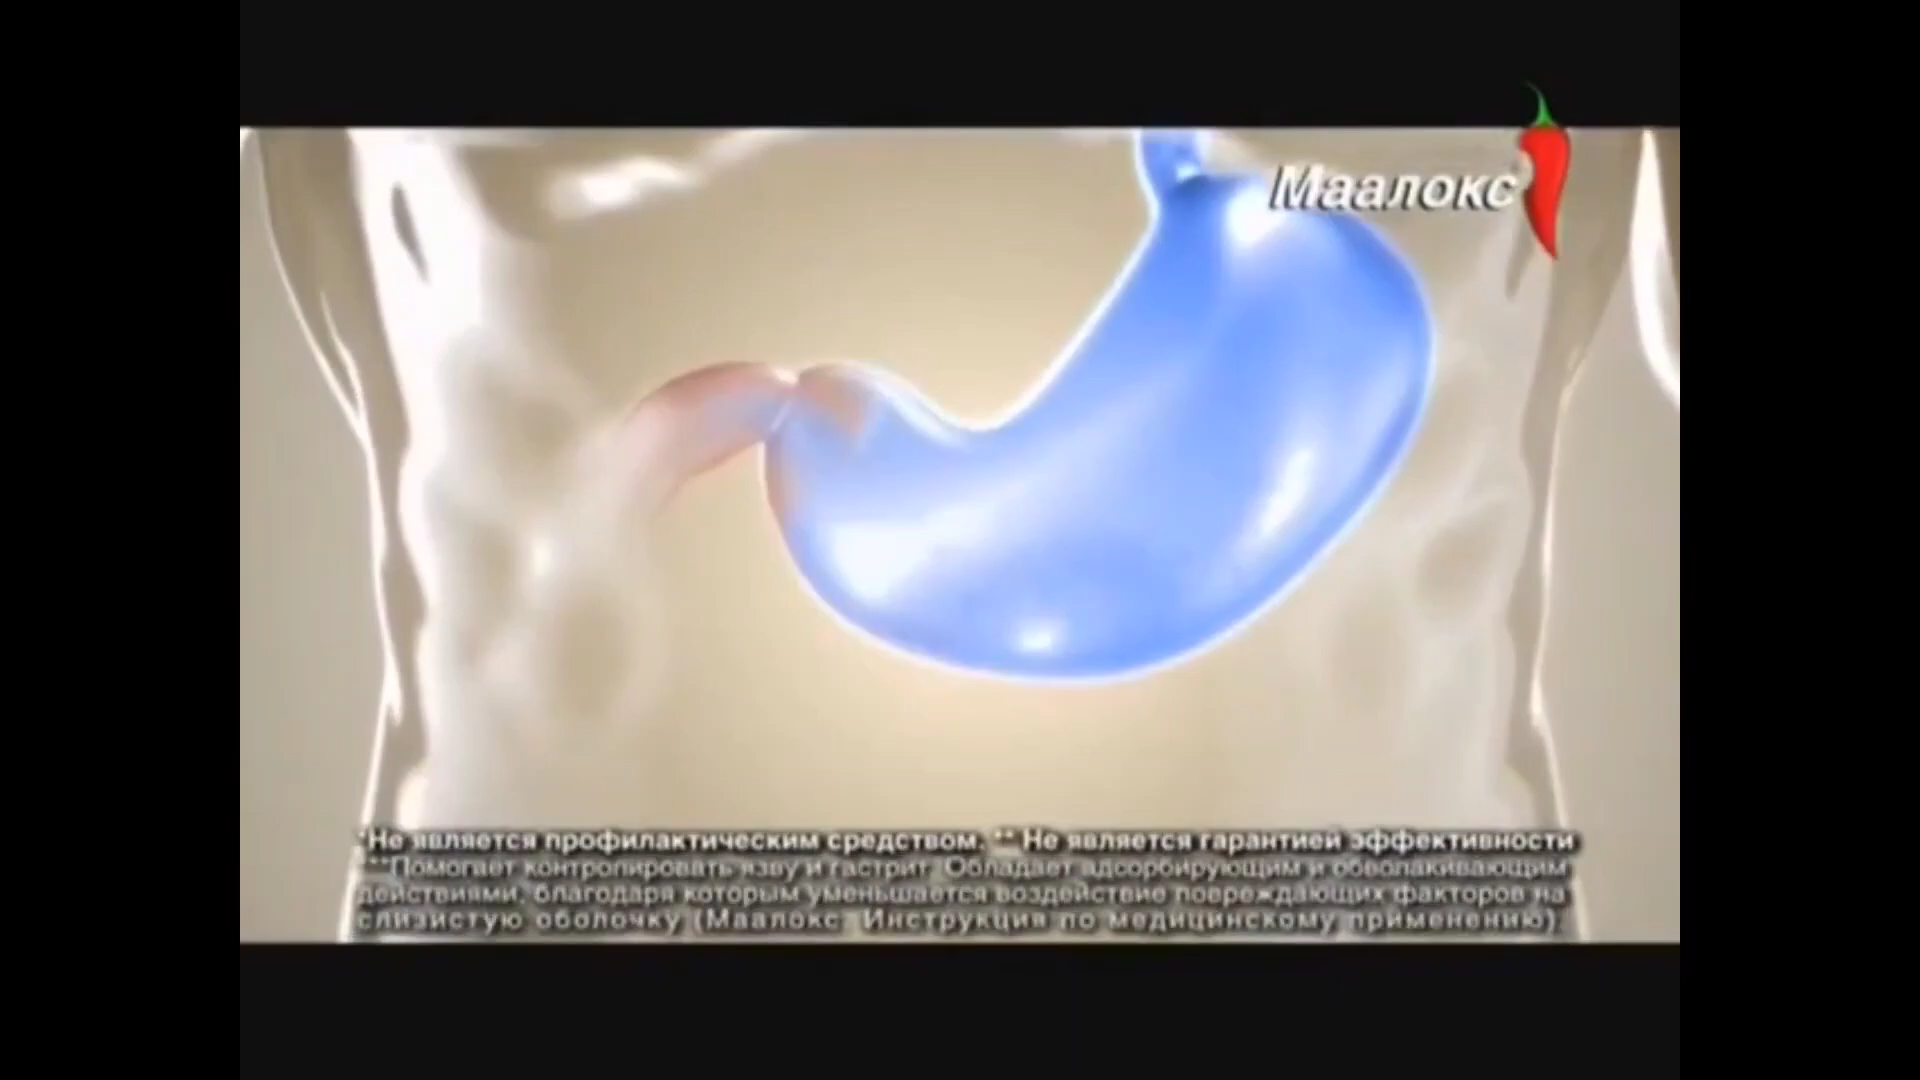 Маалокс
*Не является профилактическим средством. **Не является гарантией эффективности
**Помогает контролировать язву и гастрит. Обладает адсорбирующим и обволакивающим
действиями, благодаря которым уменьшается воздействие повреждающих факторов на
слизистую оболочку (Маалокс Инструкция по медицинскому применению).